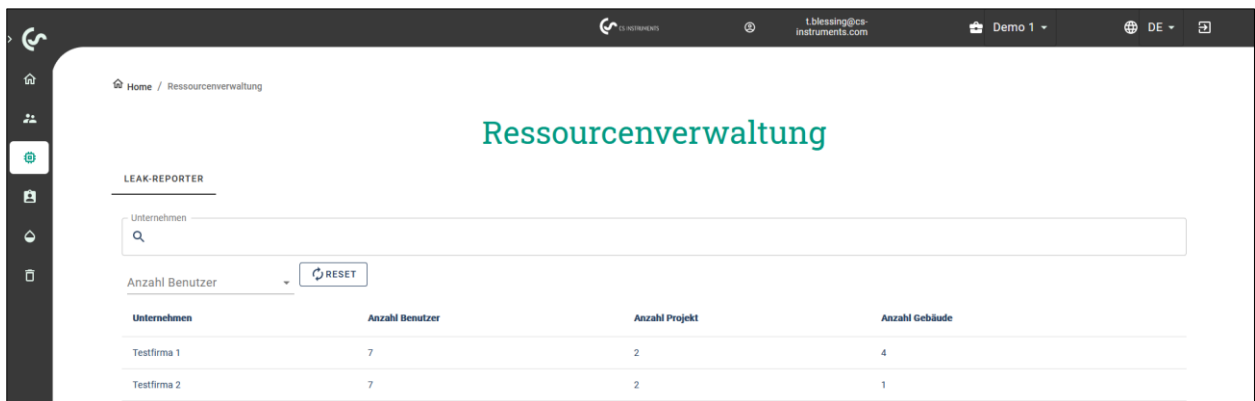 CS INSTRUMENTS
t.blessing@cs-
instruments.com
Demo 1
DE
Home / Ressourcenverwaltung
Ressourcenverwaltung
LEAK-REPORTER
Unternehmen
Anzahl Benutzer
RESET
Unternehmen Anzahl Benutzer Anzahl Projekt Anzahl Gebäude
Testfirma 1 7 2 4
Testfirma 2 7 2 1